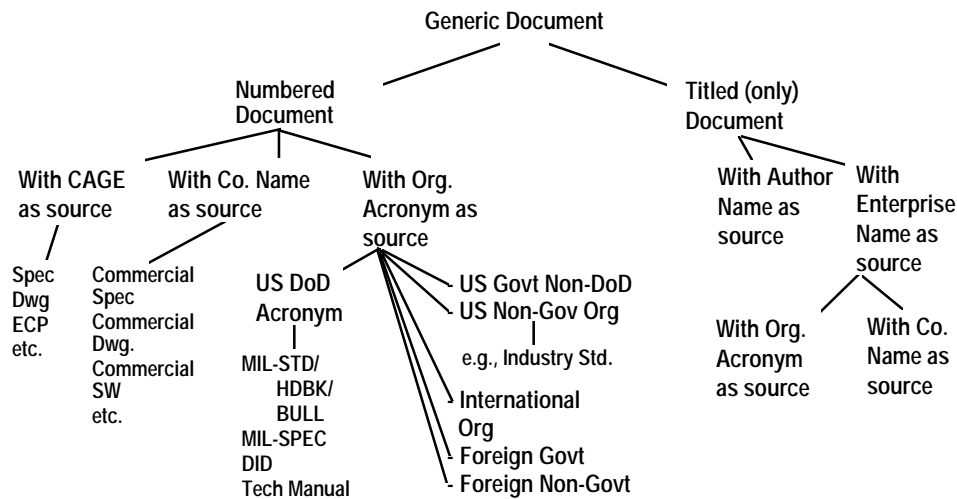 Generic Document
Numbered
Document
Titled (only)
Document
With CAGE
as source
With Co. Name
as source
With Org.
Acronym as
source
With Author
Name as
source
With
Enterprise
Name as
source
Spec
Dwg
ECP
etc.
Commercial
Spec
Commercial
Dwg.
Commercial
SW
etc.
US DoD
Acronym
MIL-STD/
HDBK/
BULL
MIL-SPEC
DID
Tech Manual
- US Govt Non-DoD
- US Non-Gov Org
e.g., Industry Std.
- International
Org
- Foreign Govt
- Foreign Non-Govt
With Org.
Acronym
as source
With Co.
Name as
source